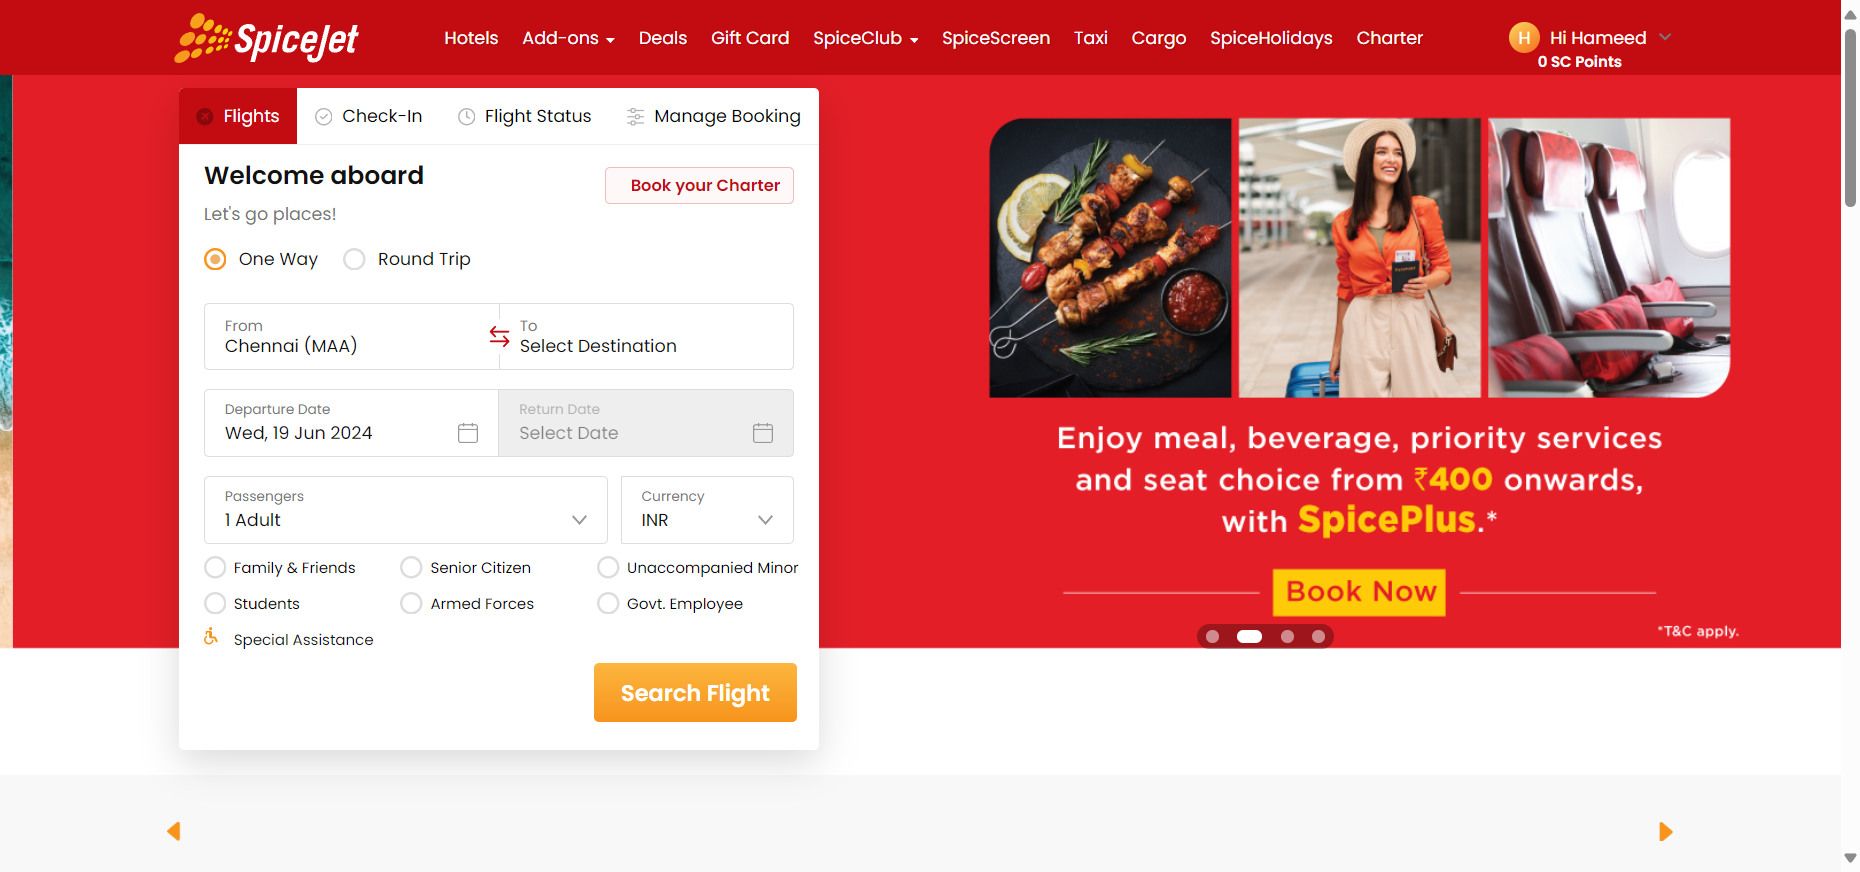 SpiceJet
Hotels Add-ons Deals Gift Card SpiceClub SpiceScreen Taxi Cargo SpiceHolidays Charter
H Hi Hameed
0 SC Points
Flights Check-In Flight Status Manage Booking
Welcome aboard
Book your Charter
Let's go places!
One Way Round Trip
From To
Chennai (MAA) Select Destination
Departure Date Return Date
Wed, 19 Jun 2024 Select Date
Passengers Currency
1 Adult INR
Family & Friends Senior Citizen Unaccompanied Minor
Students Armed Forces Govt. Employee
Special Assistance
Search Flight
PASSPORT
Enjoy meal, beverage, priority services
and seat choice from ₹400 onwards,
with SpicePlus.*
Book Now
*T&C apply.